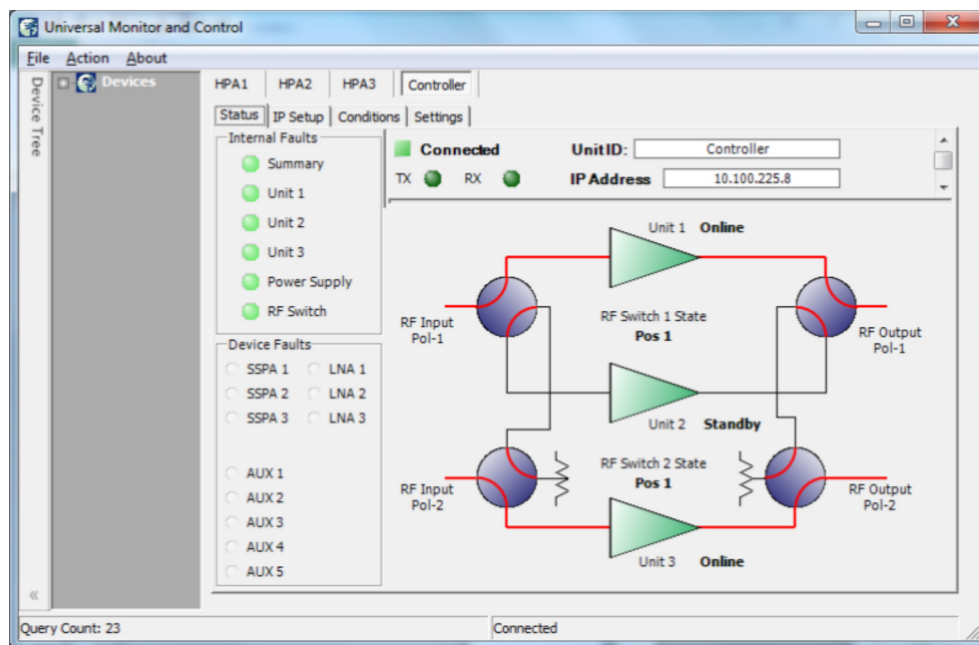 Universal Monitor and Control
File Action About
Device Tree
Devices
HPA1 HPA2 HPA3 Controller
Status IP Setup Conditions Settings
Internal Faults
Summary
Unit 1
Unit 2
Unit 3
Power Supply
RF Switch
Device Faults
SSPA 1 LNA 1
SSPA 2 LNA 2
SSPA 3 LNA 3
AUX 1
AUX 2
AUX 3
AUX 4
AUX 5
Connected Unit ID: Controller
TX RX IP Address 10.100.225.8
Unit 1 Online
RF Input
Pol-1
RF Switch 1 State
Pos 1
RF Output
Pol-1
Unit 2 Standby
RF Input
Pol-2
RF Switch 2 State
Pos 1
RF Output
Pol-2
Unit 3 Online
Query Count: 23 Connected